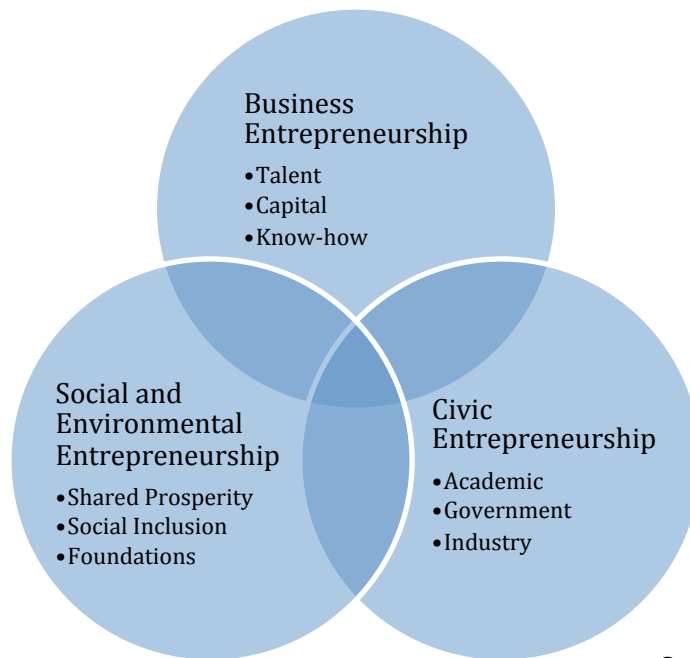 Business
Entrepreneurship
•Talent
•Capital
•Know-how
Social and
Environmental
Entrepreneurship
•Shared Prosperity
•Social Inclusion
•Foundations
Civic
Entrepreneurship
•Academic
•Government
•Industry